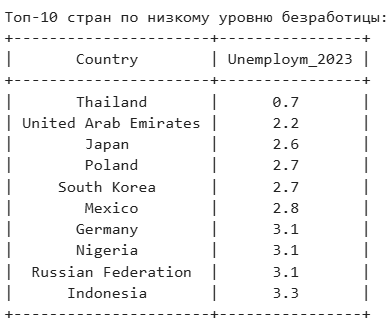 Топ-10 стран по низкому уровню безработицы:
+----------------------+----------------+
|       Country        | Unemploym_2023 |
+----------------------+----------------+
|       Thailand       |      0.7       |
| United Arab Emirates |      2.2       |
|        Japan         |      2.6       |
|        Poland        |      2.7       |
|     South Korea      |      2.7       |
|        Mexico        |      2.8       |
|       Germany        |      3.1       |
|       Nigeria        |      3.1       |
|  Russian Federation  |      3.1       |
|      Indonesia       |      3.3       |
+----------------------+----------------+